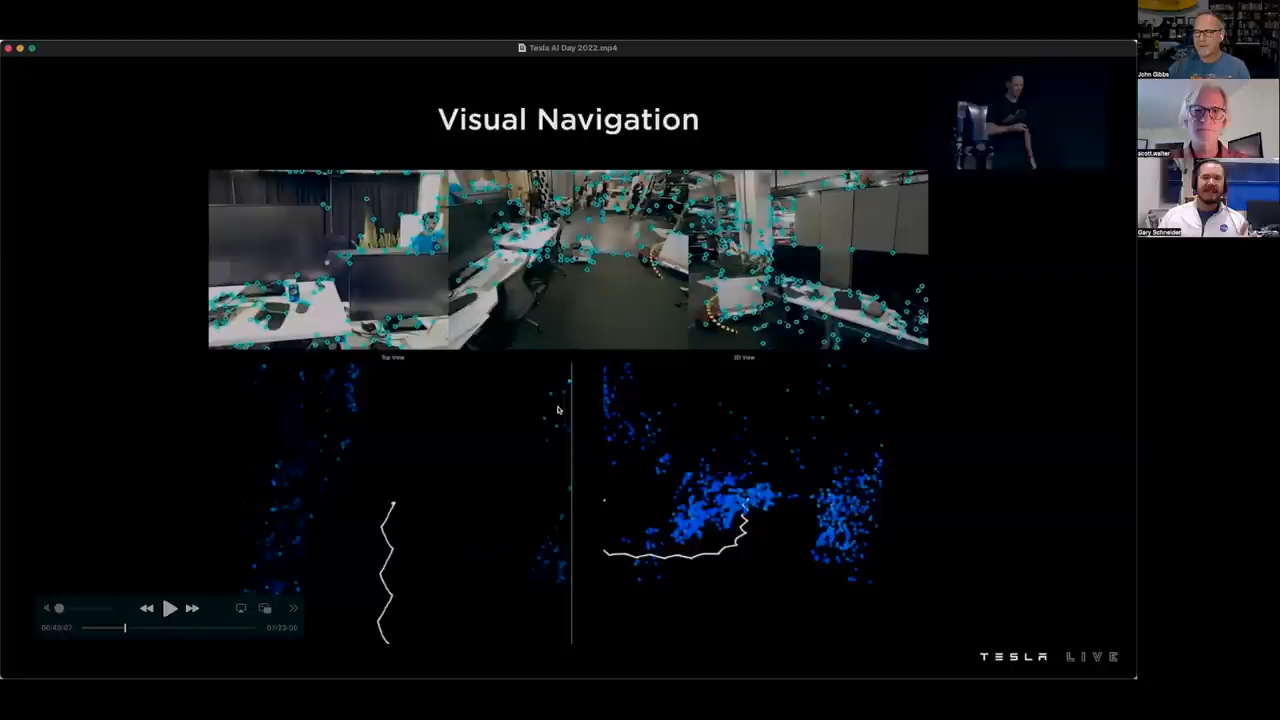 Tesla AI Day 2022.mp4
John Gibbs
Visual Navigation
scott.walter
Gary Schneider
Top View
3D View
TESLA LIVE